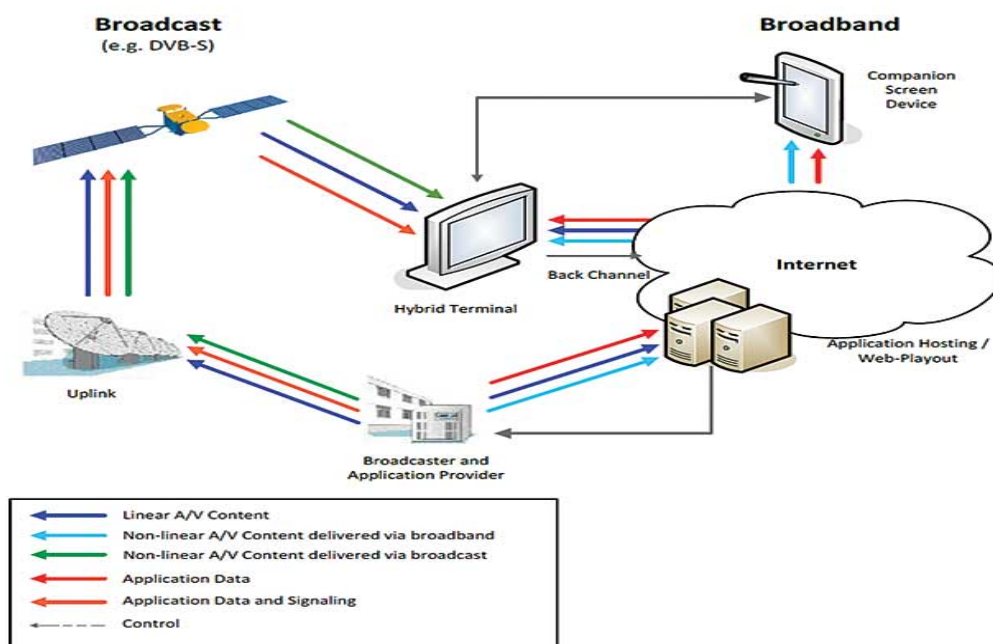 Broadcast
(e.g. DVB-S)
Broadband
Companion
Screen
Device
Internet
Back Channel
Hybrid Terminal
Application Hosting /
Web-Playout
Uplink
Broadcaster and
Application Provider
Linear A/V Content
Non-linear A/V Content delivered via broadband
Non-linear A/V Content delivered via broadcast
Application Data
Application Data and Signaling
Control